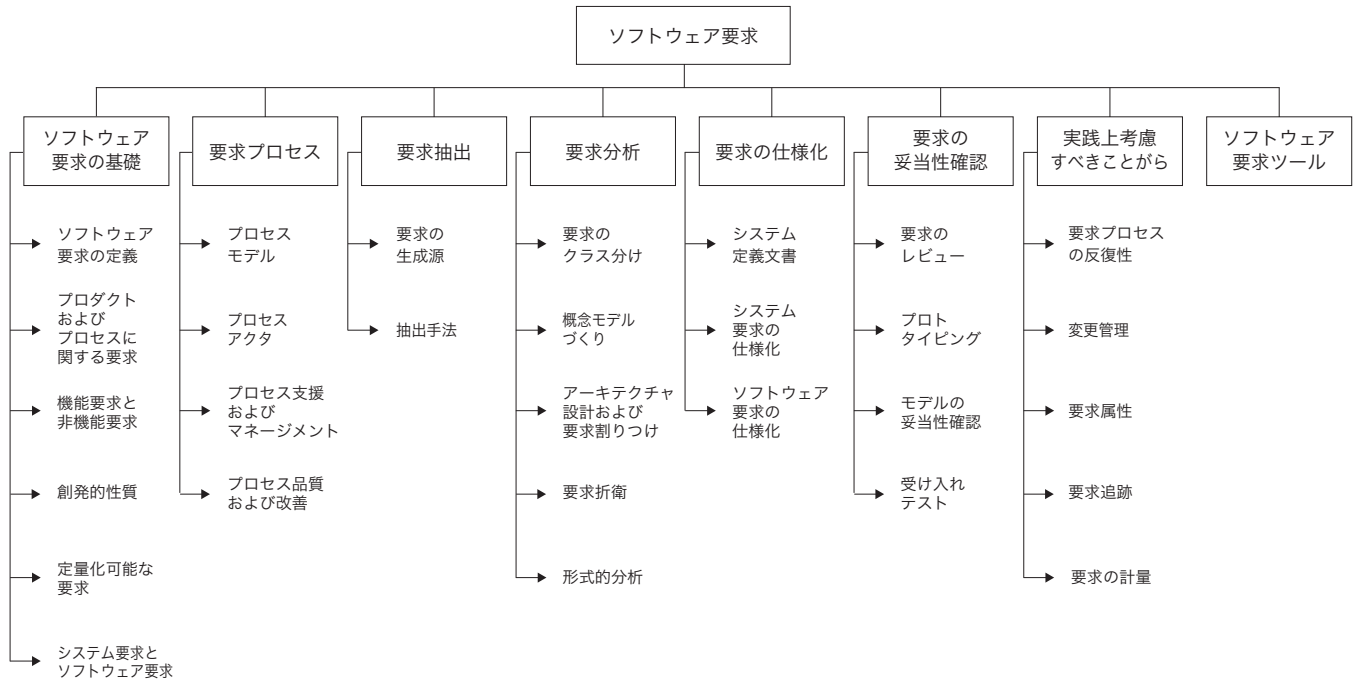 ソフトウェア要求
ソフトウェア
要求の基礎
ソフトウェア
要求の定義
プロダクト
および
プロセスに
関する要求
機能要求と
非機能要求
創発的性質
定量化可能な
要求
システム要求と
ソフトウェア要求
要求プロセス
プロセス
モデル
プロセス
アクタ
プロセス支援
および
マネージメント
プロセス品質
および改善
要求抽出
要求の
生成源
抽出手法
要求分析
要求の
クラス分け
概念モデル
づくり
アーキテクチャ
設計および
要求割りつけ
要求折衛
形式的分析
要求の仕様化
システム
定義文書
システム
要求の
仕様化
ソフトウェア
要求の
仕様化
要求の
妥当性確認
要求の
レビュー
プロト
タイピング
モデルの
妥当性確認
受け入れ
テスト
実践上考慮
すべきことがら
要求プロセス
の反復性
変更管理
要求属性
要求追跡
要求の計量
ソフトウェア
要求ツール